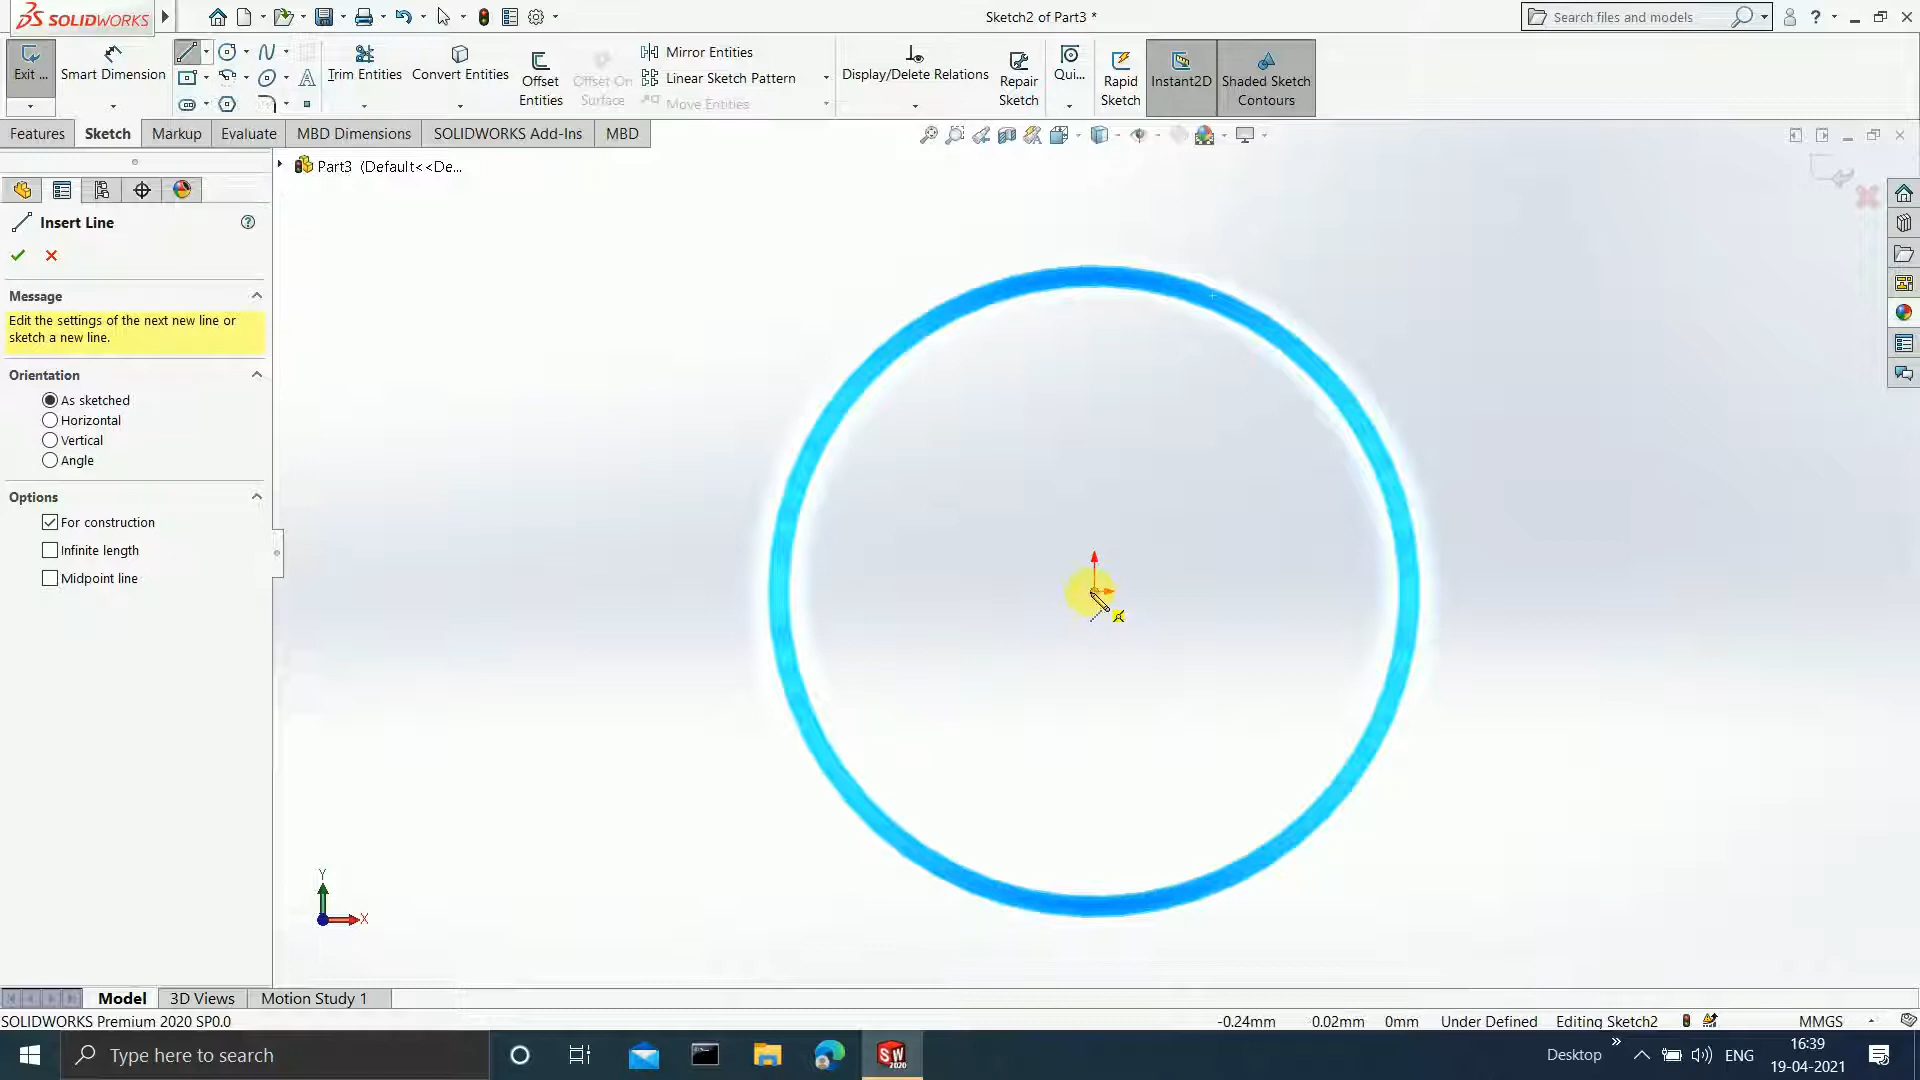 SOLIDWORKS
Sketch2 of Part3 *
Search files and models
Exit ...
Smart Dimension
Trim Entities
Convert Entities
Offset Entities
Offset On Surface
Mirror Entities
Linear Sketch Pattern
Move Entities
Display/Delete Relations
Repair Sketch
Qui...
Rapid Sketch
Instant2D
Shaded Sketch Contours
Features
Sketch
Markup
Evaluate
MBD Dimensions
SOLIDWORKS Add-Ins
MBD
Part3 (Default<<De...
Insert Line
Message
Edit the settings of the next new line or
sketch a new line.
Orientation
As sketched
Horizontal
Vertical
Angle
Options
For construction
Infinite length
Midpoint line
Y
X
Model
3D Views
Motion Study 1
SOLIDWORKS Premium 2020 SP0.0
-0.24mm
0.02mm
0mm
Under Defined
Editing Sketch2
MMGS
Type here to search
SW
2020
Desktop
ENG
16:39
19-04-2021